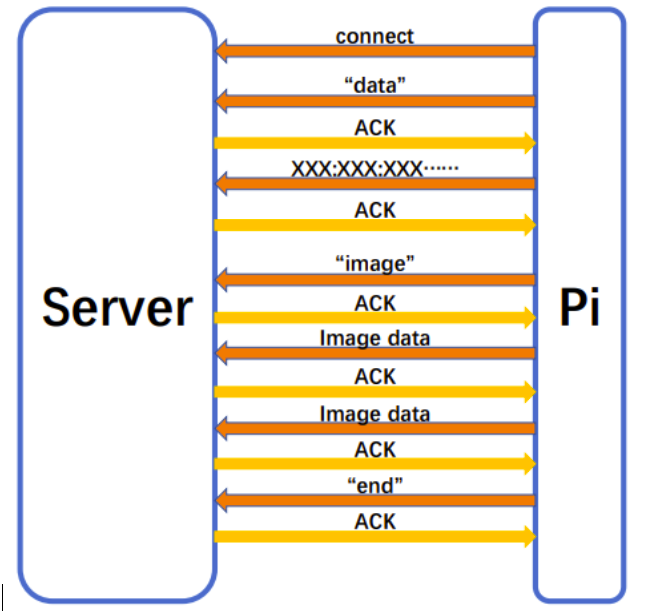 connect
“data”
ACK
XXX:XXX:XXX······
ACK
“image”
Server
Pi
ACK
Image data
ACK
Image data
ACK
“end”
ACK